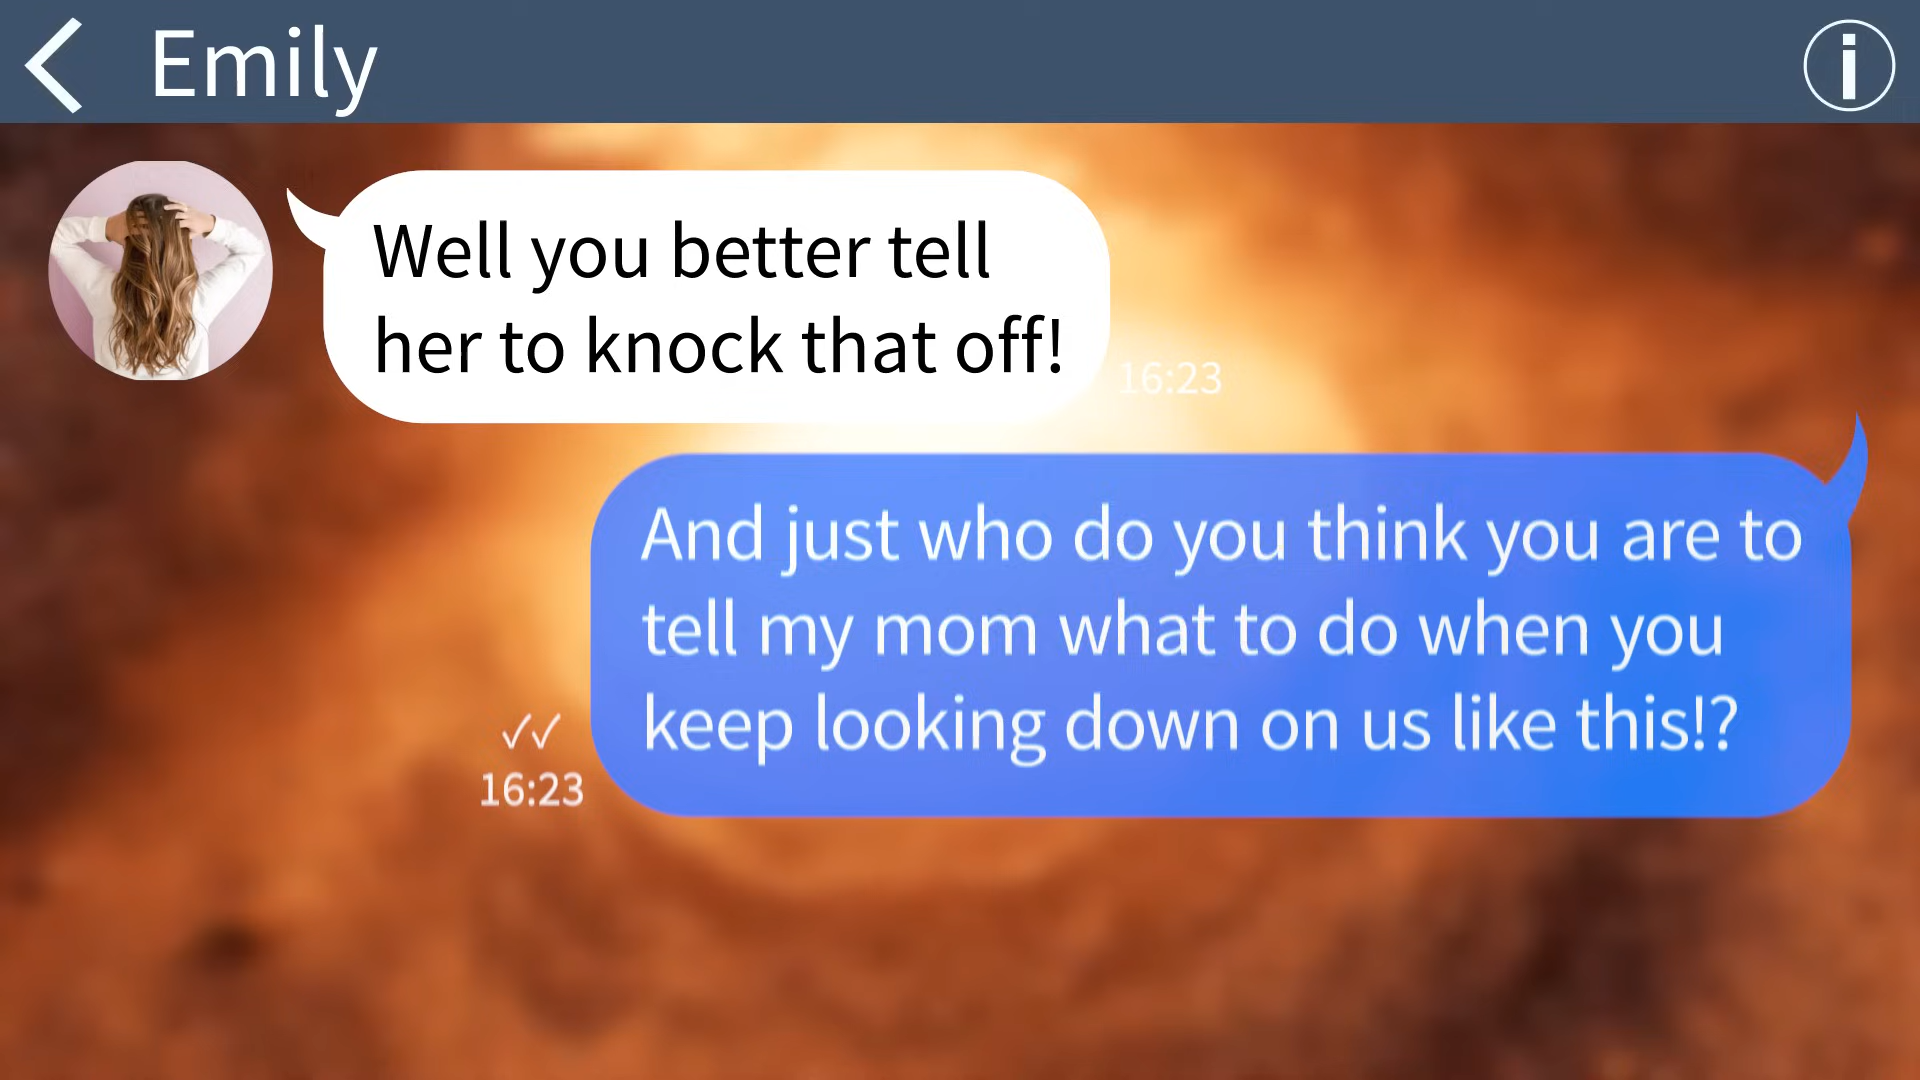 Emily
Well you better tell
her to knock that off!
16:23
And just who do you think you are to
tell my mom what to do when you
keep looking down on us like this!?
✓✓
16:23